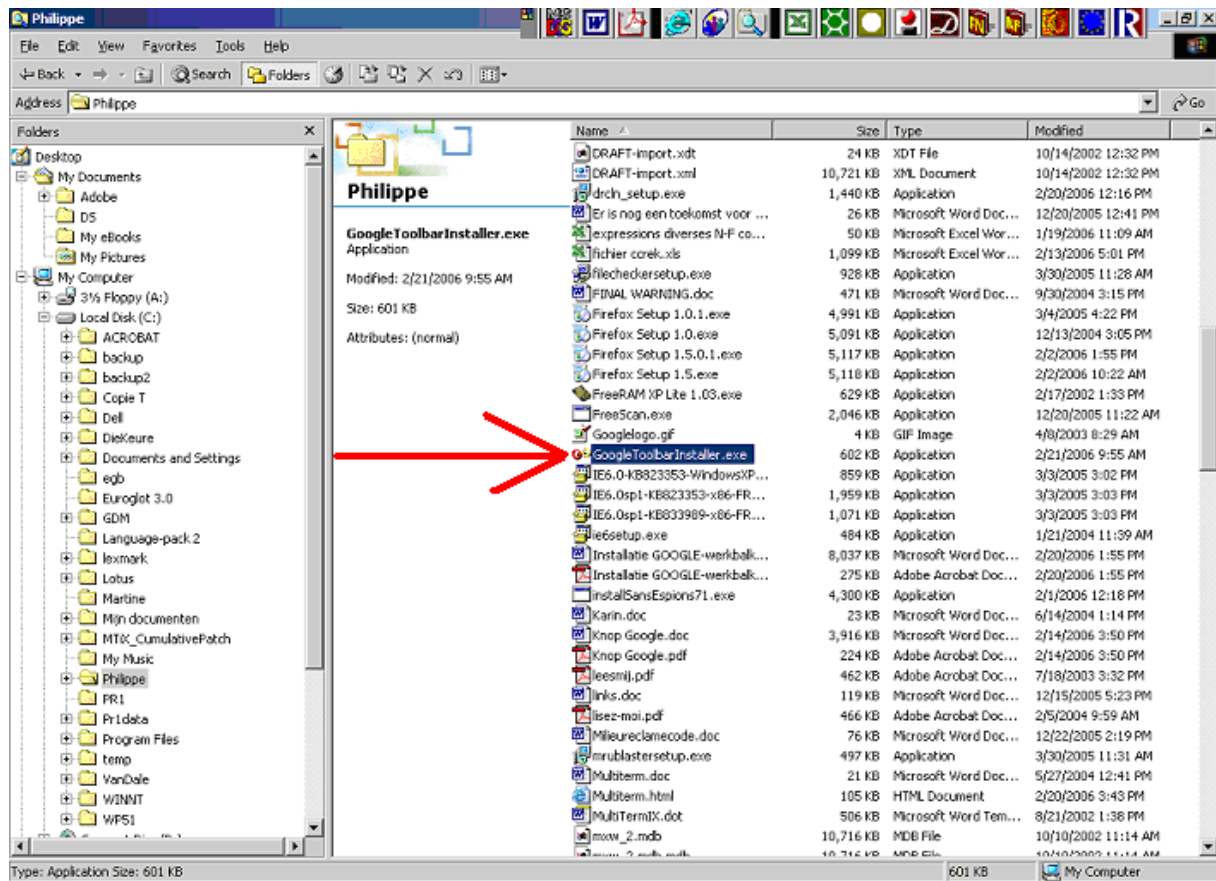 Philippe
File Edit View Favorites Tools Help
Back Search Folders
Address Philippe Go
Folders
Desktop
My Documents
Adobe
D5
My eBooks
My Pictures
My Computer
3½ Floppy (A:)
Local Disk (C:)
ACROBAT
backup
backup2
Copie T
Dell
DieKeure
Documents and Settings
egb
Euroglot 3.0
GDM
Language-pack 2
lexmark
Lotus
Martine
Mijn documenten
MTiX_CumulativePatch
My Music
Philippe
PR1
Pr1data
Program Files
temp
VanDale
WINNT
WP51
Philippe
GoogleToolbarInstaller.exe
Application
Modified: 2/21/2006 9:55 AM
Size: 601 KB
Attributes: (normal)
Name Size Type Modified
DRAFT-import.xdt 24 KB XDT File 10/14/2002 12:32 PM
DRAFT-import.xml 10,721 KB XML Document 10/14/2002 12:32 PM
drcln_setup.exe 1,440 KB Application 2/20/2006 12:16 PM
Er is nog een toekomst voor ... 26 KB Microsoft Word Doc... 12/20/2005 12:41 PM
expressions diverses N-F co... 50 KB Microsoft Excel Wor... 1/19/2006 11:09 AM
fichier correk.xls 1,099 KB Microsoft Excel Wor... 2/13/2006 5:01 PM
filecheckersetup.exe 928 KB Application 3/30/2005 11:28 AM
FINAL WARNING.doc 471 KB Microsoft Word Doc... 9/30/2004 3:15 PM
Firefox Setup 1.0.1.exe 4,991 KB Application 3/4/2005 4:22 PM
Firefox Setup 1.0.exe 5,091 KB Application 12/13/2004 3:05 PM
Firefox Setup 1.5.0.1.exe 5,117 KB Application 2/2/2006 1:55 PM
Firefox Setup 1.5.exe 5,118 KB Application 2/2/2006 10:22 AM
FreeRAM XP Lite 1.03.exe 629 KB Application 2/17/2002 1:33 PM
FreeScan.exe 2,046 KB Application 12/20/2005 11:22 AM
Googlelogo.gif 4 KB GIF Image 4/8/2003 8:29 AM
GoogleToolbarInstaller.exe 602 KB Application 2/21/2006 9:55 AM
IE6.0-KB823353-WindowsXP... 859 KB Application 3/3/2005 3:02 PM
IE6.0sp1-KB823353-x86-FR... 1,959 KB Application 3/3/2005 3:03 PM
IE6.0sp1-KB833989-x86-FR... 1,071 KB Application 3/3/2005 3:03 PM
ie6setup.exe 484 KB Application 1/21/2004 11:39 AM
Installatie GOOGLE-werkbalk... 8,037 KB Microsoft Word Doc... 2/20/2006 1:55 PM
Installatie GOOGLE-werkbalk... 275 KB Adobe Acrobat Doc... 2/20/2006 1:55 PM
installSansEspions71.exe 4,300 KB Application 2/1/2006 12:18 PM
Karin.doc 23 KB Microsoft Word Doc... 6/14/2004 1:14 PM
Knop Google.doc 3,916 KB Microsoft Word Doc... 2/14/2006 3:50 PM
Knop Google.pdf 224 KB Adobe Acrobat Doc... 2/14/2006 3:50 PM
leesmij.pdf 462 KB Adobe Acrobat Doc... 7/18/2003 3:32 PM
links.doc 119 KB Microsoft Word Doc... 12/15/2005 5:23 PM
lisez-moi.pdf 466 KB Adobe Acrobat Doc... 2/5/2004 9:59 AM
Milieureclamecode.doc 76 KB Microsoft Word Doc... 12/22/2005 2:19 PM
mrublastersetup.exe 497 KB Application 3/30/2005 11:31 AM
Multiterm.doc 21 KB Microsoft Word Doc... 5/27/2004 12:41 PM
Multiterm.html 105 KB HTML Document 2/20/2006 3:43 PM
MultiTermIX.dot 506 KB Microsoft Word Tem... 8/21/2002 1:38 PM
mxw_2.mdb 10,716 KB MDB File 10/10/2002 11:14 AM
Type: Application Size: 601 KB 601 KB My Computer